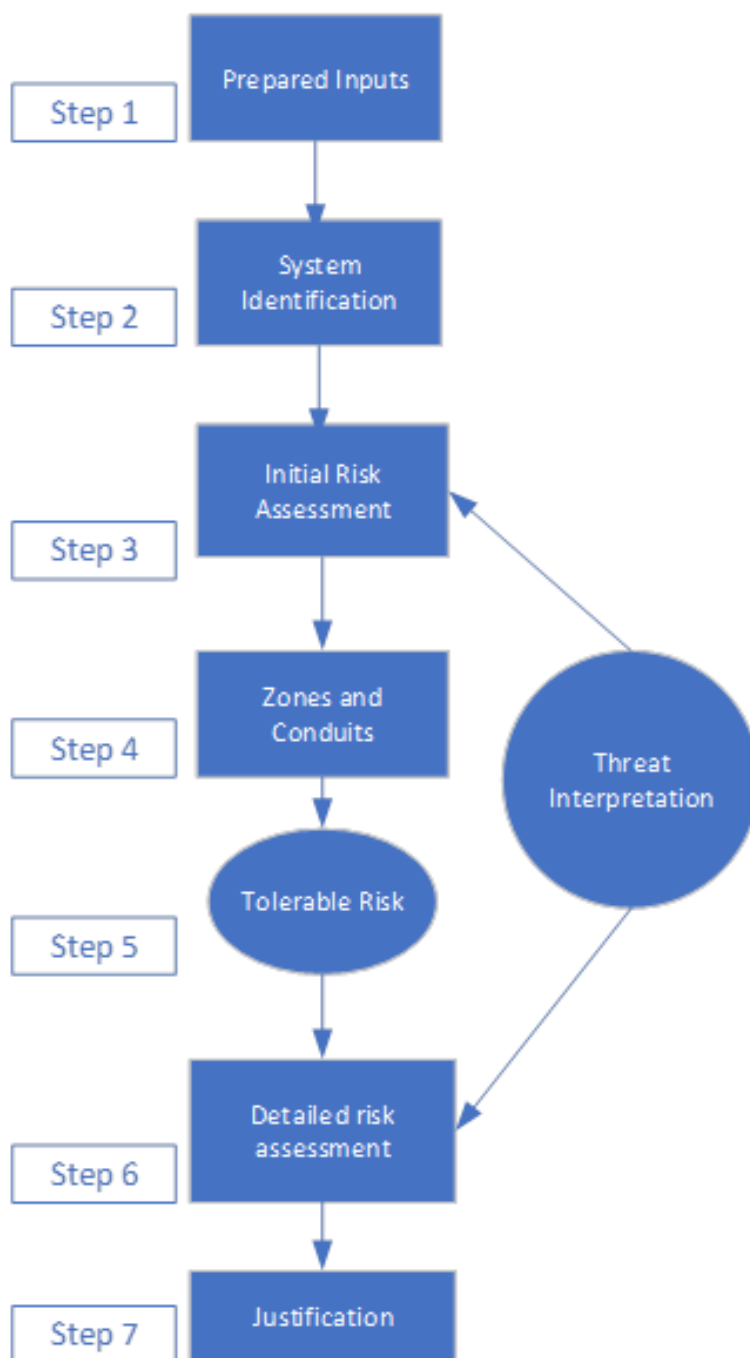 Step 1
Prepared Inputs
Step 2
System
Identification
Step 3
Initial Risk
Assessment
Step 4
Zones and
Conduits
Threat
Interpretation
Step 5
Tolerable Risk
Step 6
Detailed risk
assessment
Step 7
Justification